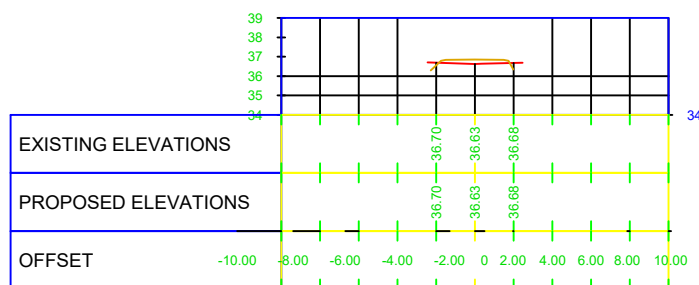 39
38
37
36
35
34
34
EXISTING ELEVATIONS 36.70 36.63 36.68
PROPOSED ELEVATIONS 36.70 36.63 36.68
OFFSET -10.00 -8.00 -6.00 -4.00 -2.00 0 2.00 4.00 6.00 8.00 10.00